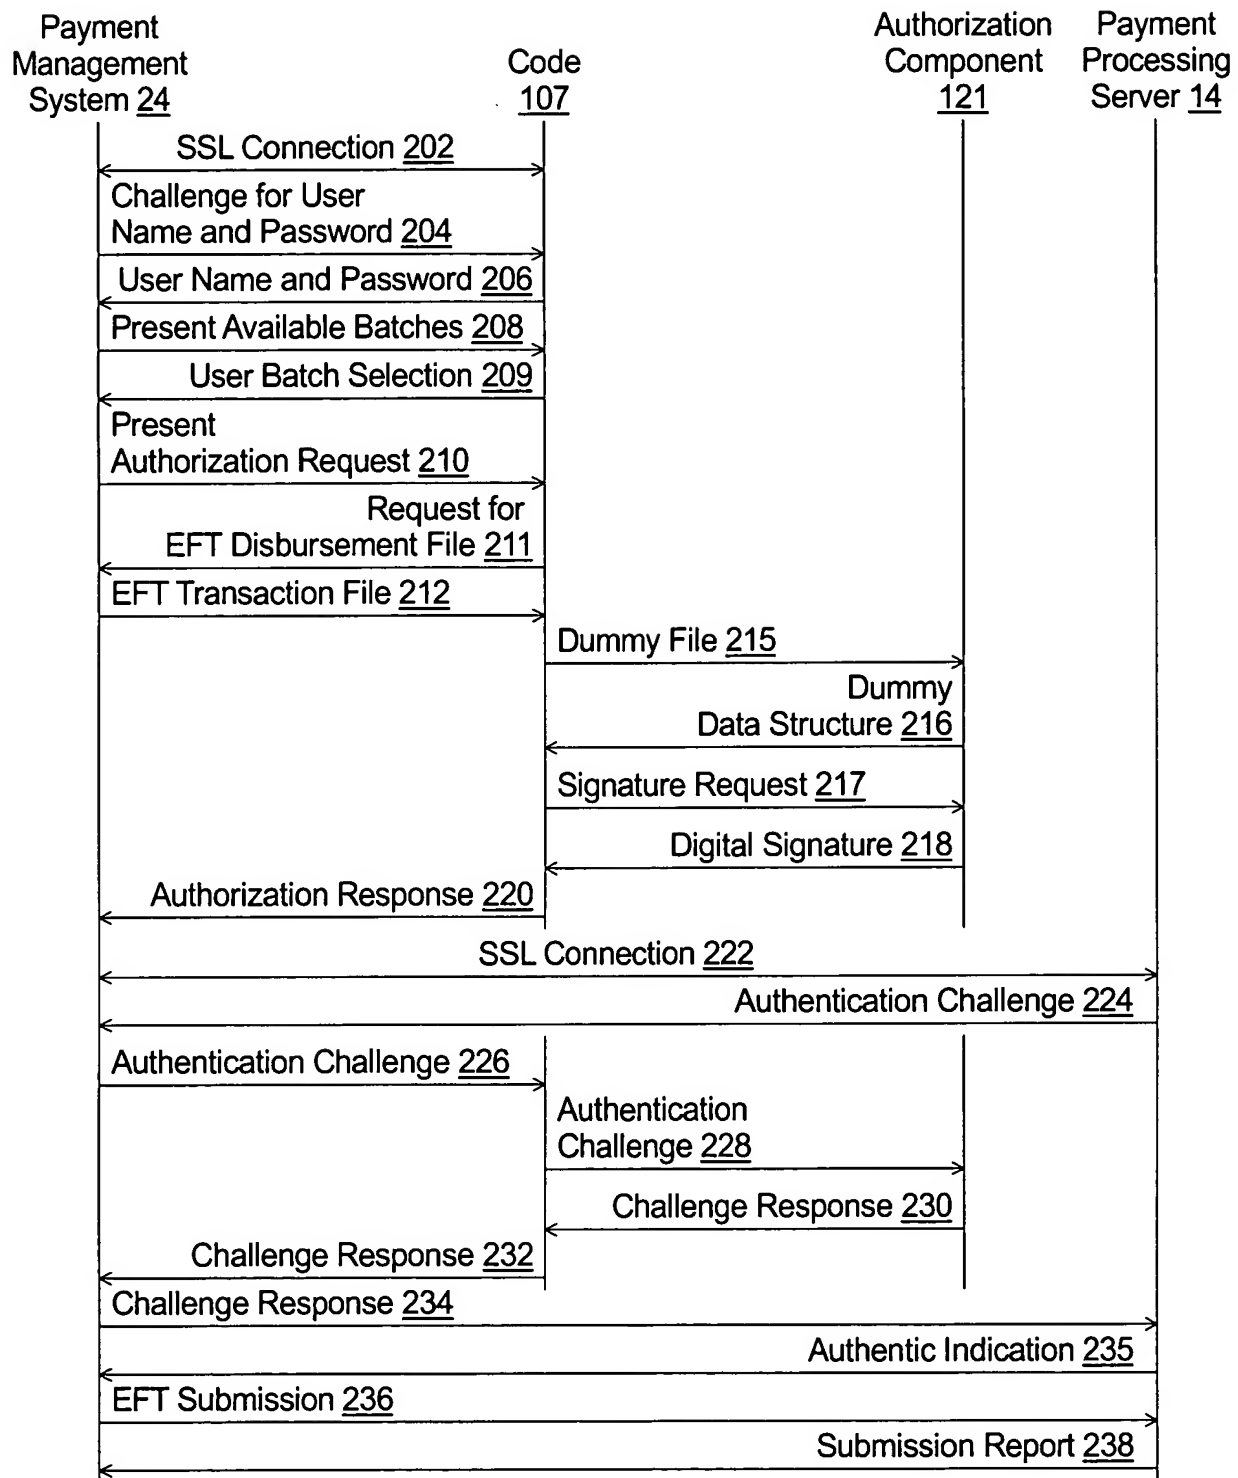 Payment
Management
System 24
Code
107
Authorization
Component
121
Payment
Processing
Server 14
SSL Connection 202
Challenge for User
Name and Password 204
User Name and Password 206
Present Available Batches 208
User Batch Selection 209
Present
Authorization Request 210
Request for
EFT Disbursement File 211
EFT Transaction File 212
Dummy File 215
Dummy
Data Structure 216
Signature Request 217
Digital Signature 218
Authorization Response 220
SSL Connection 222
Authentication Challenge 224
Authentication Challenge 226
Authentication
Challenge 228
Challenge Response 230
Challenge Response 232
Challenge Response 234
Authentic Indication 235
EFT Submission 236
Submission Report 238